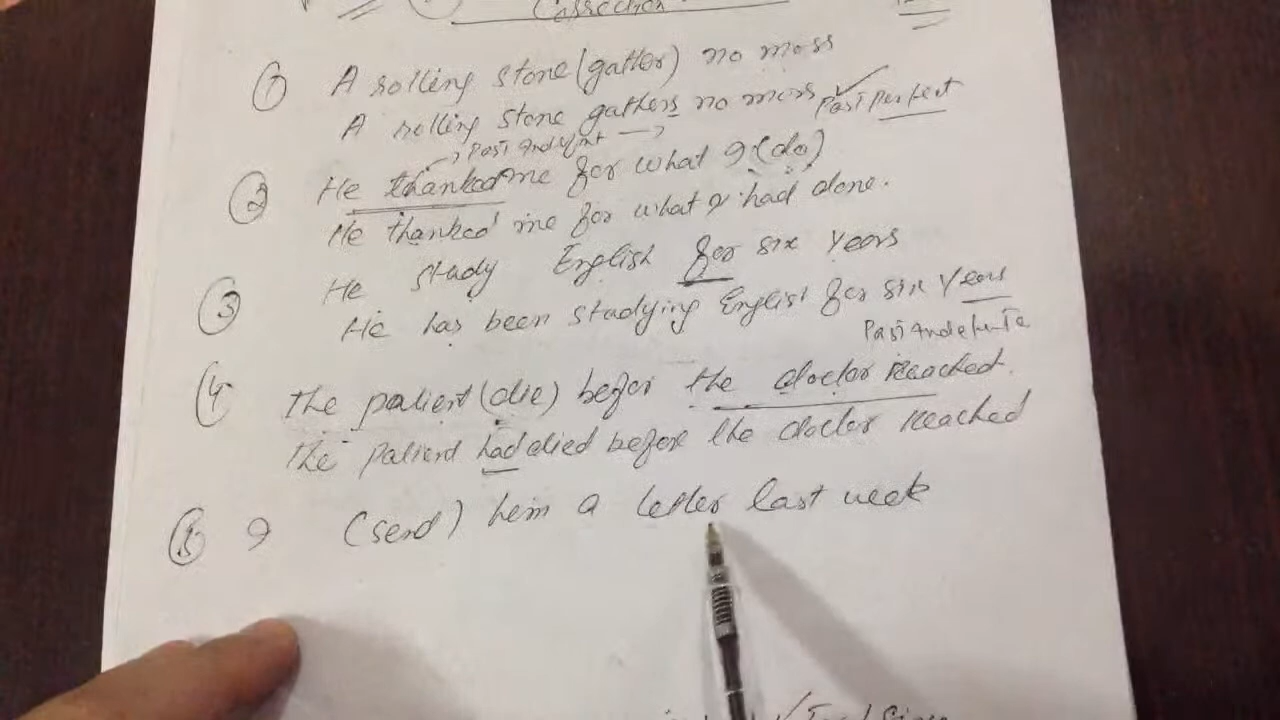 Correction
① A rolling stone (gather) no moss
A rolling stone gathers no moss Past perfect
Past Indefinit
② He thanked me for what I (do)
He thanked me for what I had done.
③ He study English for six years
He has been studying English for six years
Past Indefinite
④ The patient (die) befor the doctor Reached.
The patient had died before the doctor reached
⑤ I (send) him a letter last week